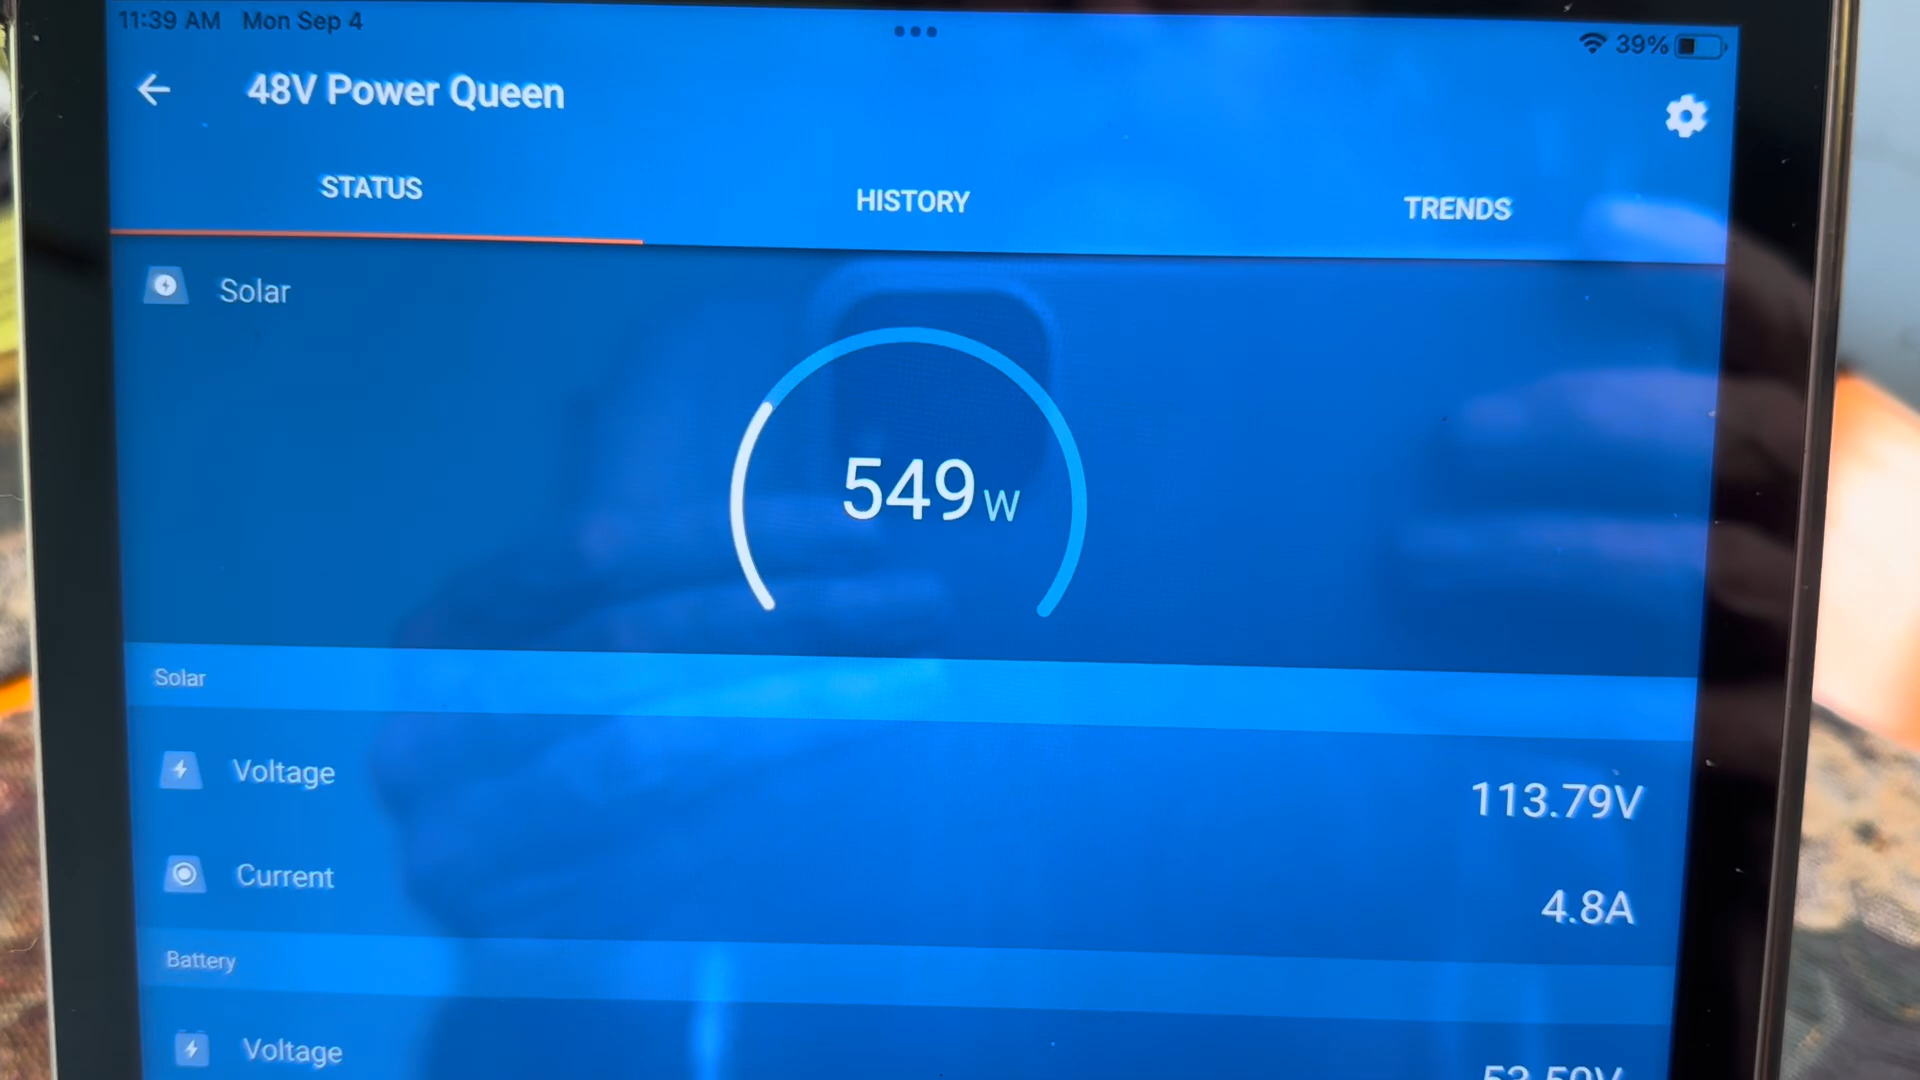 11:39 AM Mon Sep 4
39%
48V Power Queen
STATUS
HISTORY
TRENDS
Solar
549W
Solar
Voltage
113.79V
Current
4.8A
Battery
Voltage